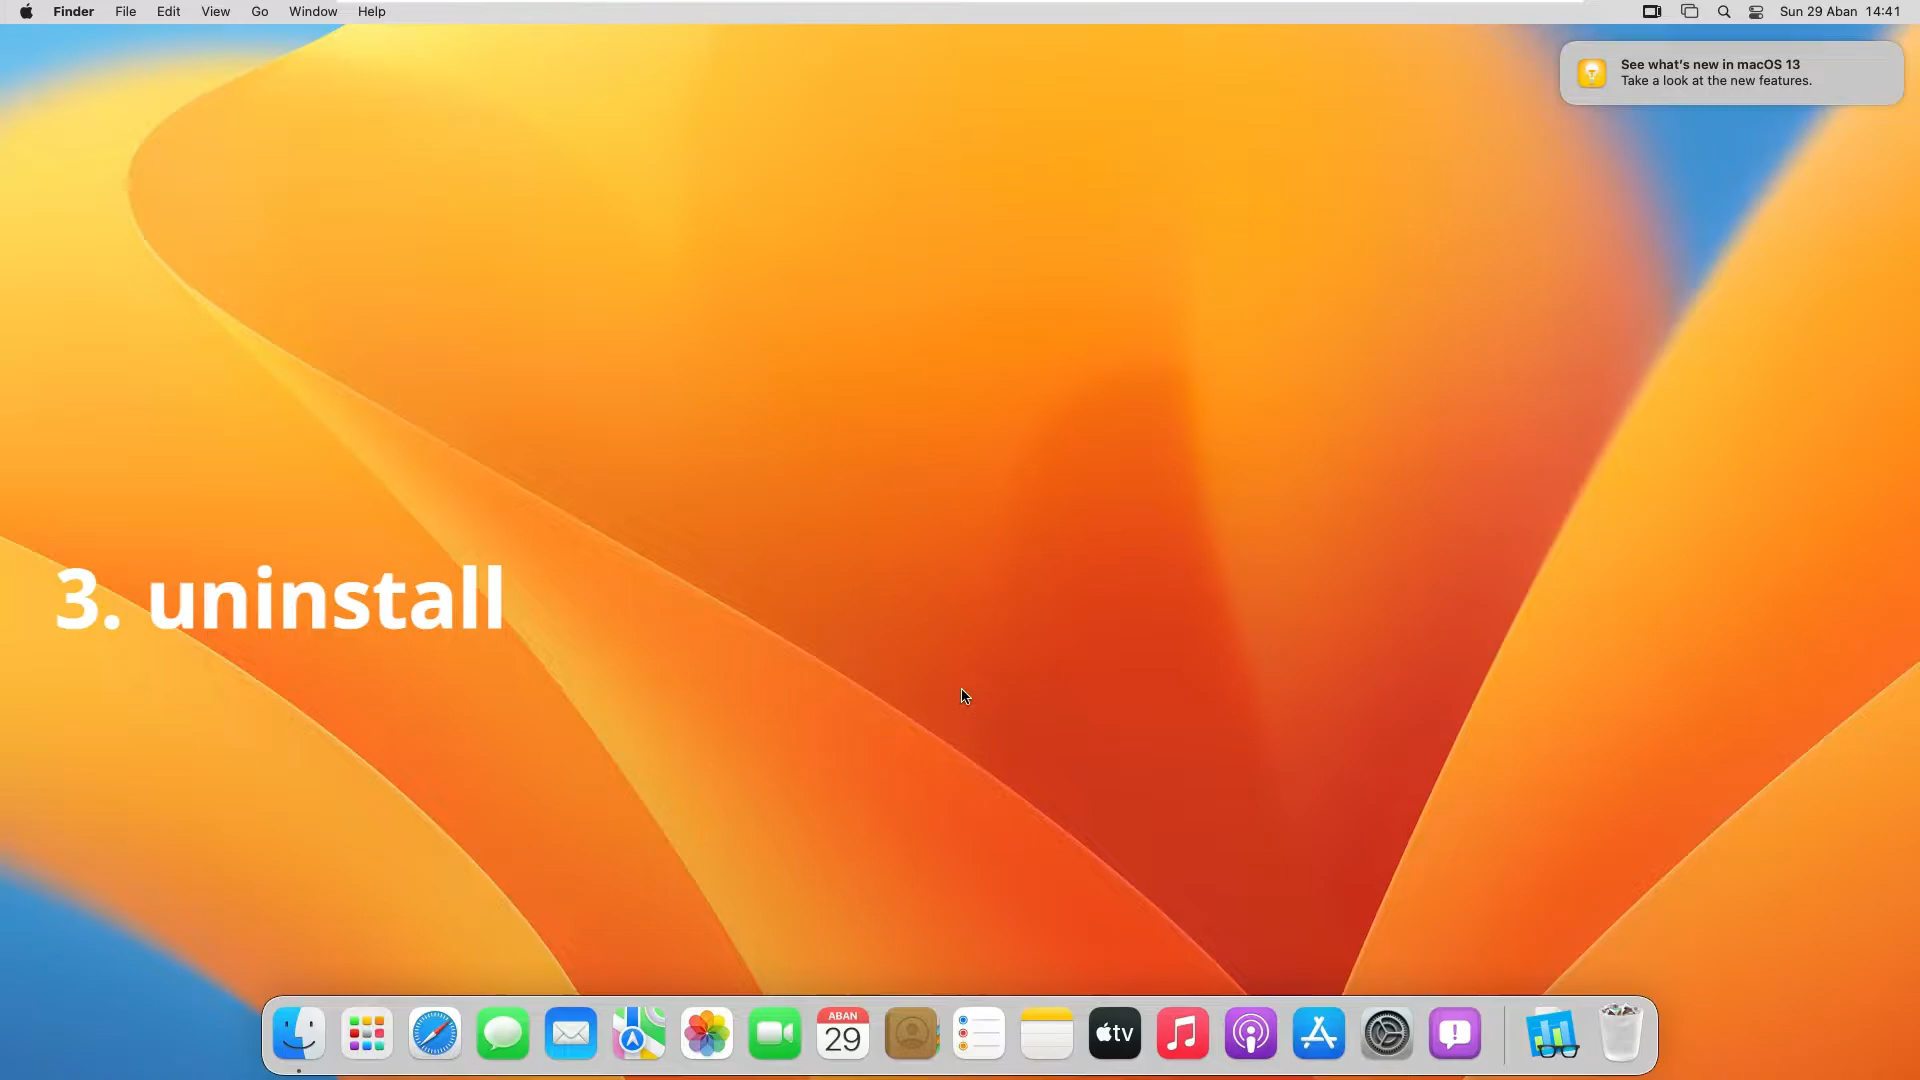 Finder File Edit View Go Window Help Sun 29 Aban 14:41
See what's new in macOS 13
Take a look at the new features.
3. uninstall
ABAN
29
tv